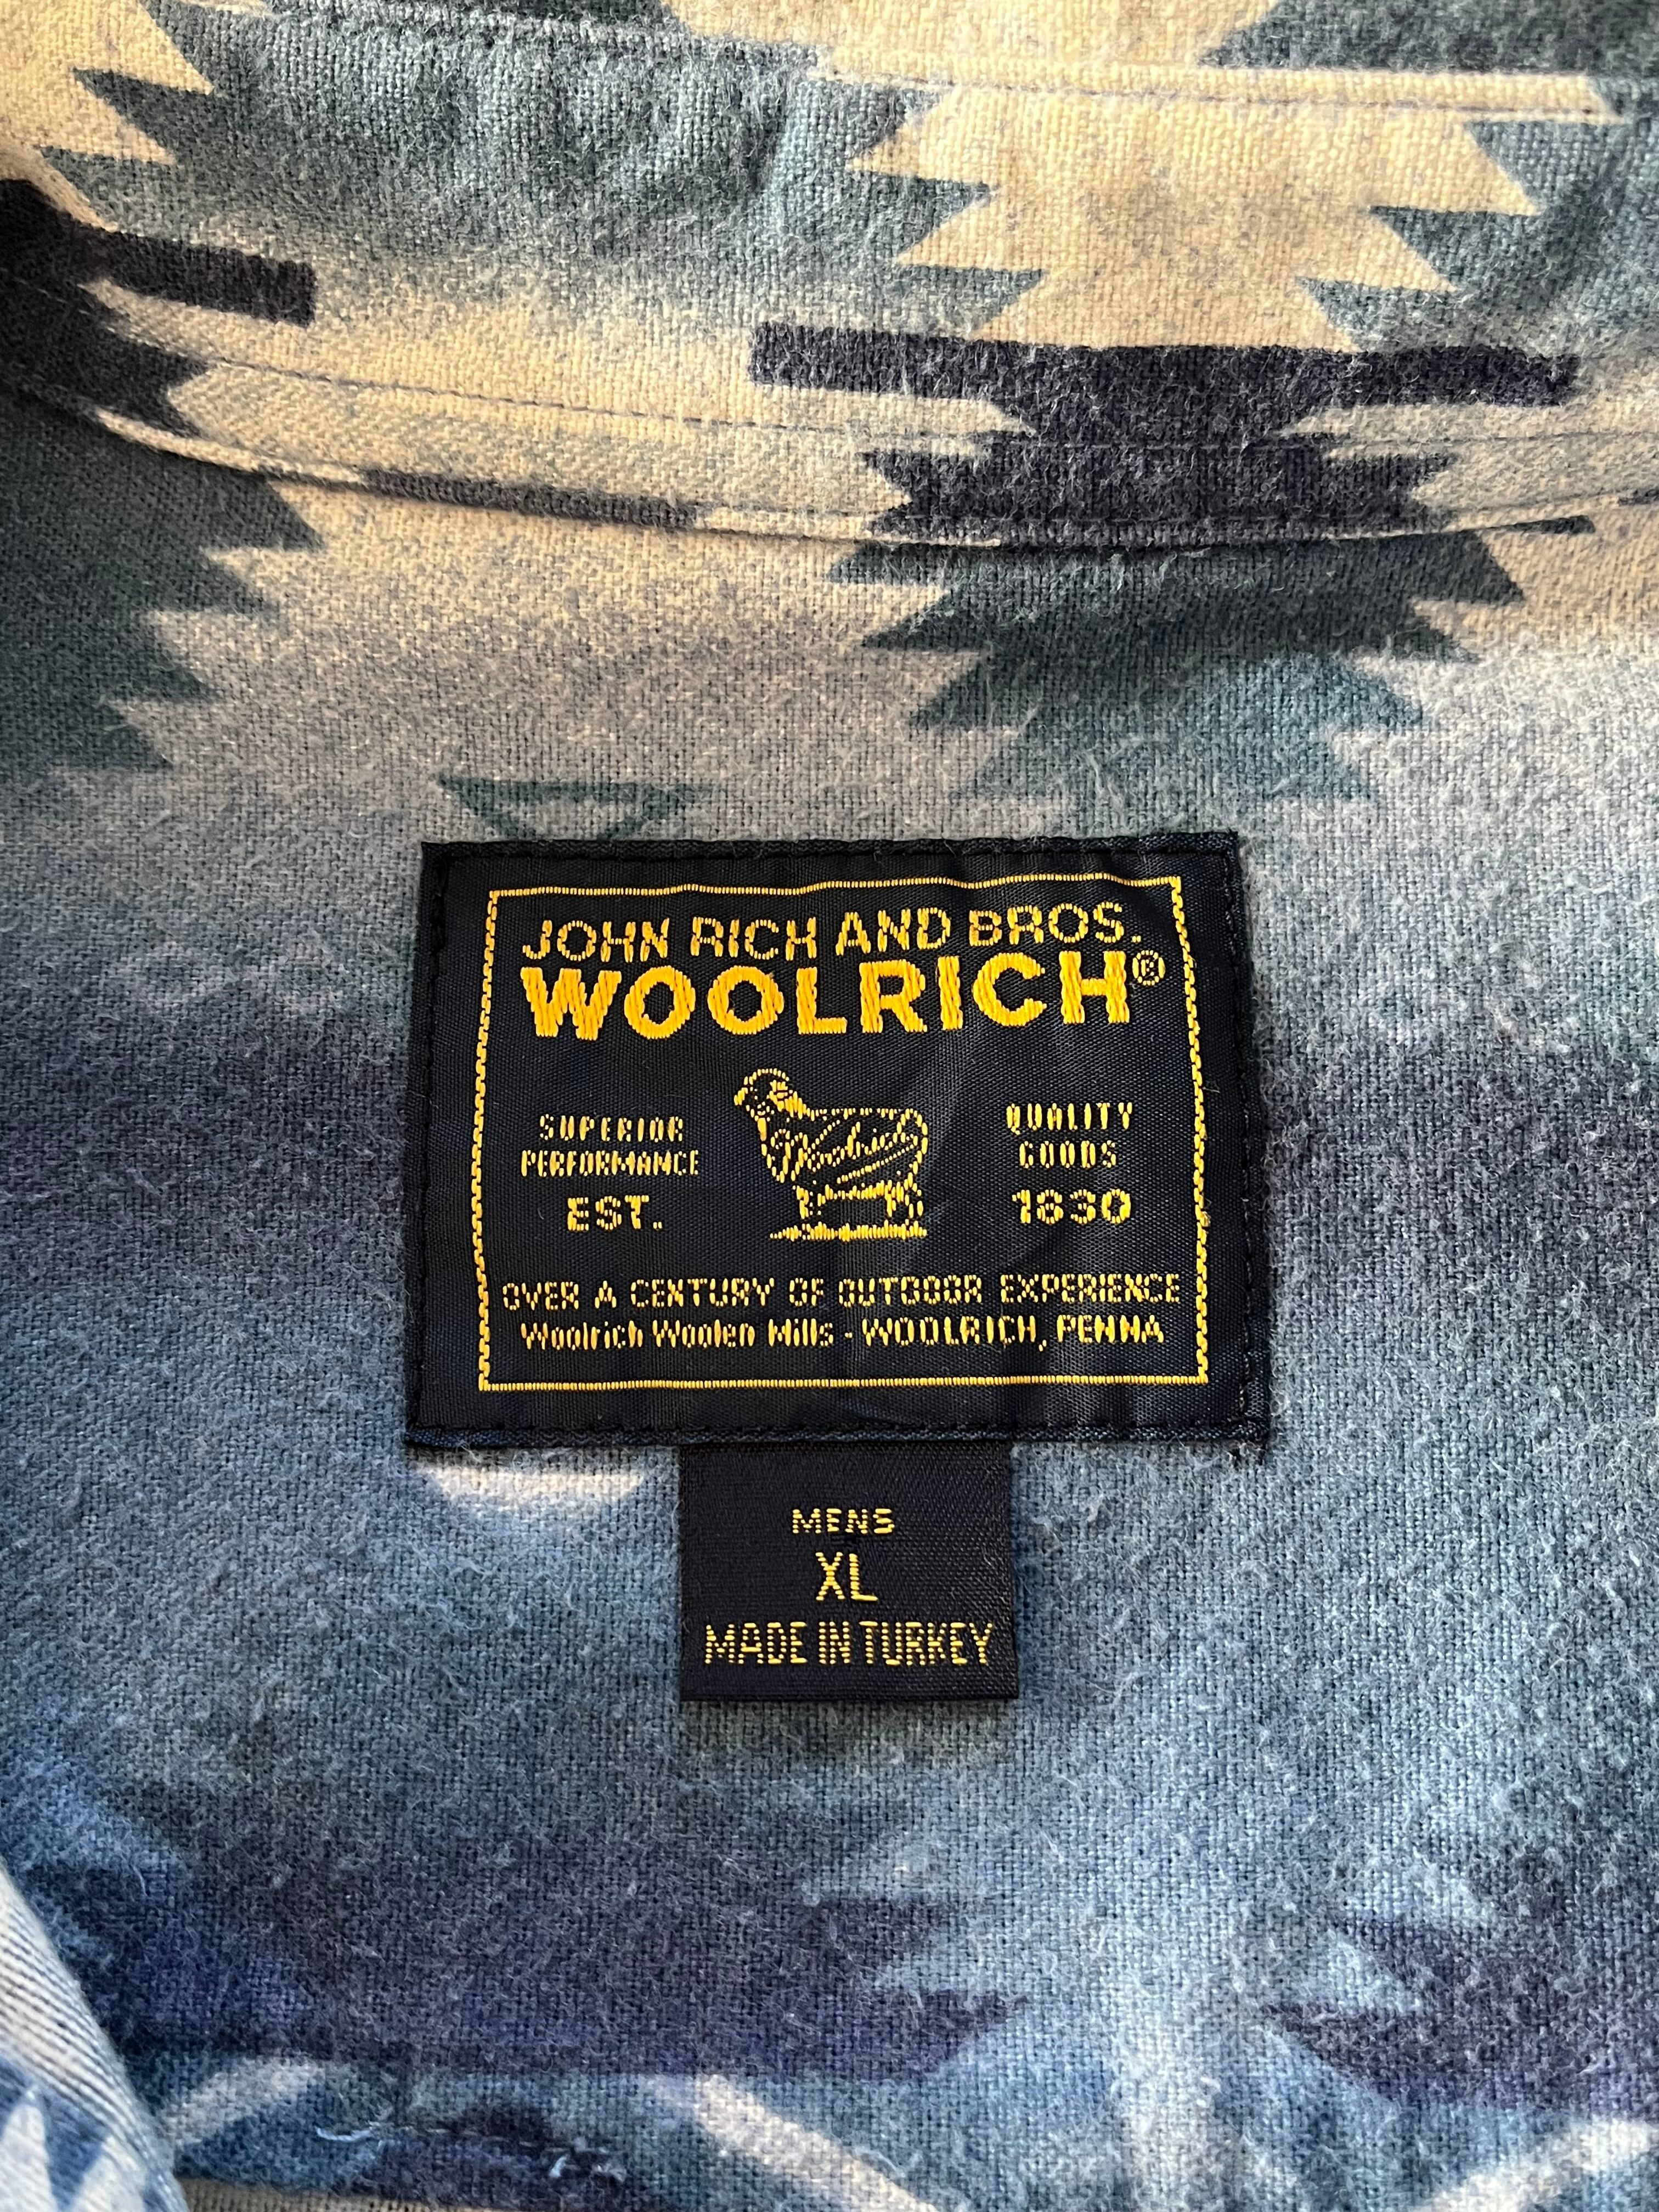 JOHN RICH AND BROS.
WOOLRICH®
SUPERIOR
PERFORMANCE
EST.
Woolrich
QUALITY
GOODS
1830
OVER A CENTURY OF OUTDOOR EXPERIENCE
Woolrich Woolen Mills - WOOLRICH, PENNA
MENS
XL
MADE IN TURKEY